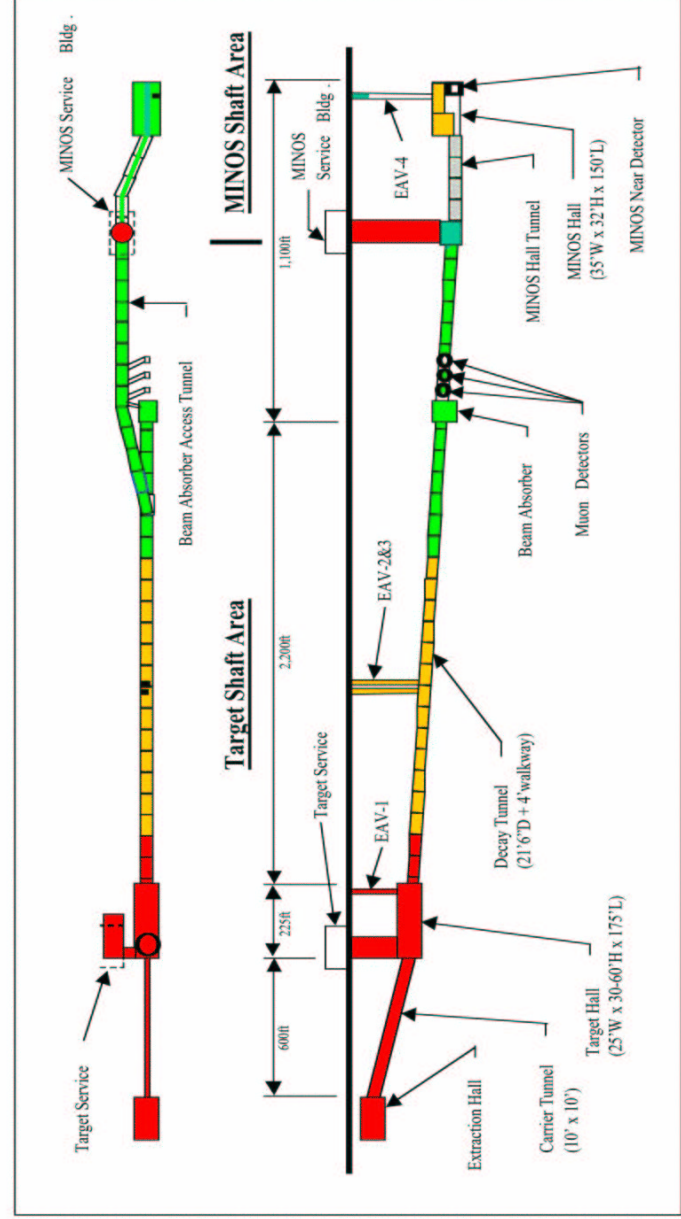 Target Service
Beam Absorber Access Tunnel
MINOS Service Bldg .
Target Shaft Area
MINOS Shaft Area
600ft
225ft
2,200ft
1,100ft
Target Service
EAV-1
EAV-2&3
MINOS
Service Bldg .
EAV-4
Extraction Hall
Carrier Tunnel
(10' x 10')
Target Hall
(25'W x 30-60'H x 175'L)
Decay Tunnel
(21'6"D + 4'walkway)
Beam Absorber
Muon Detectors
MINOS Hall Tunnel
MINOS Hall
(35'W x 32'H x 150'L)
MINOS Near Detector